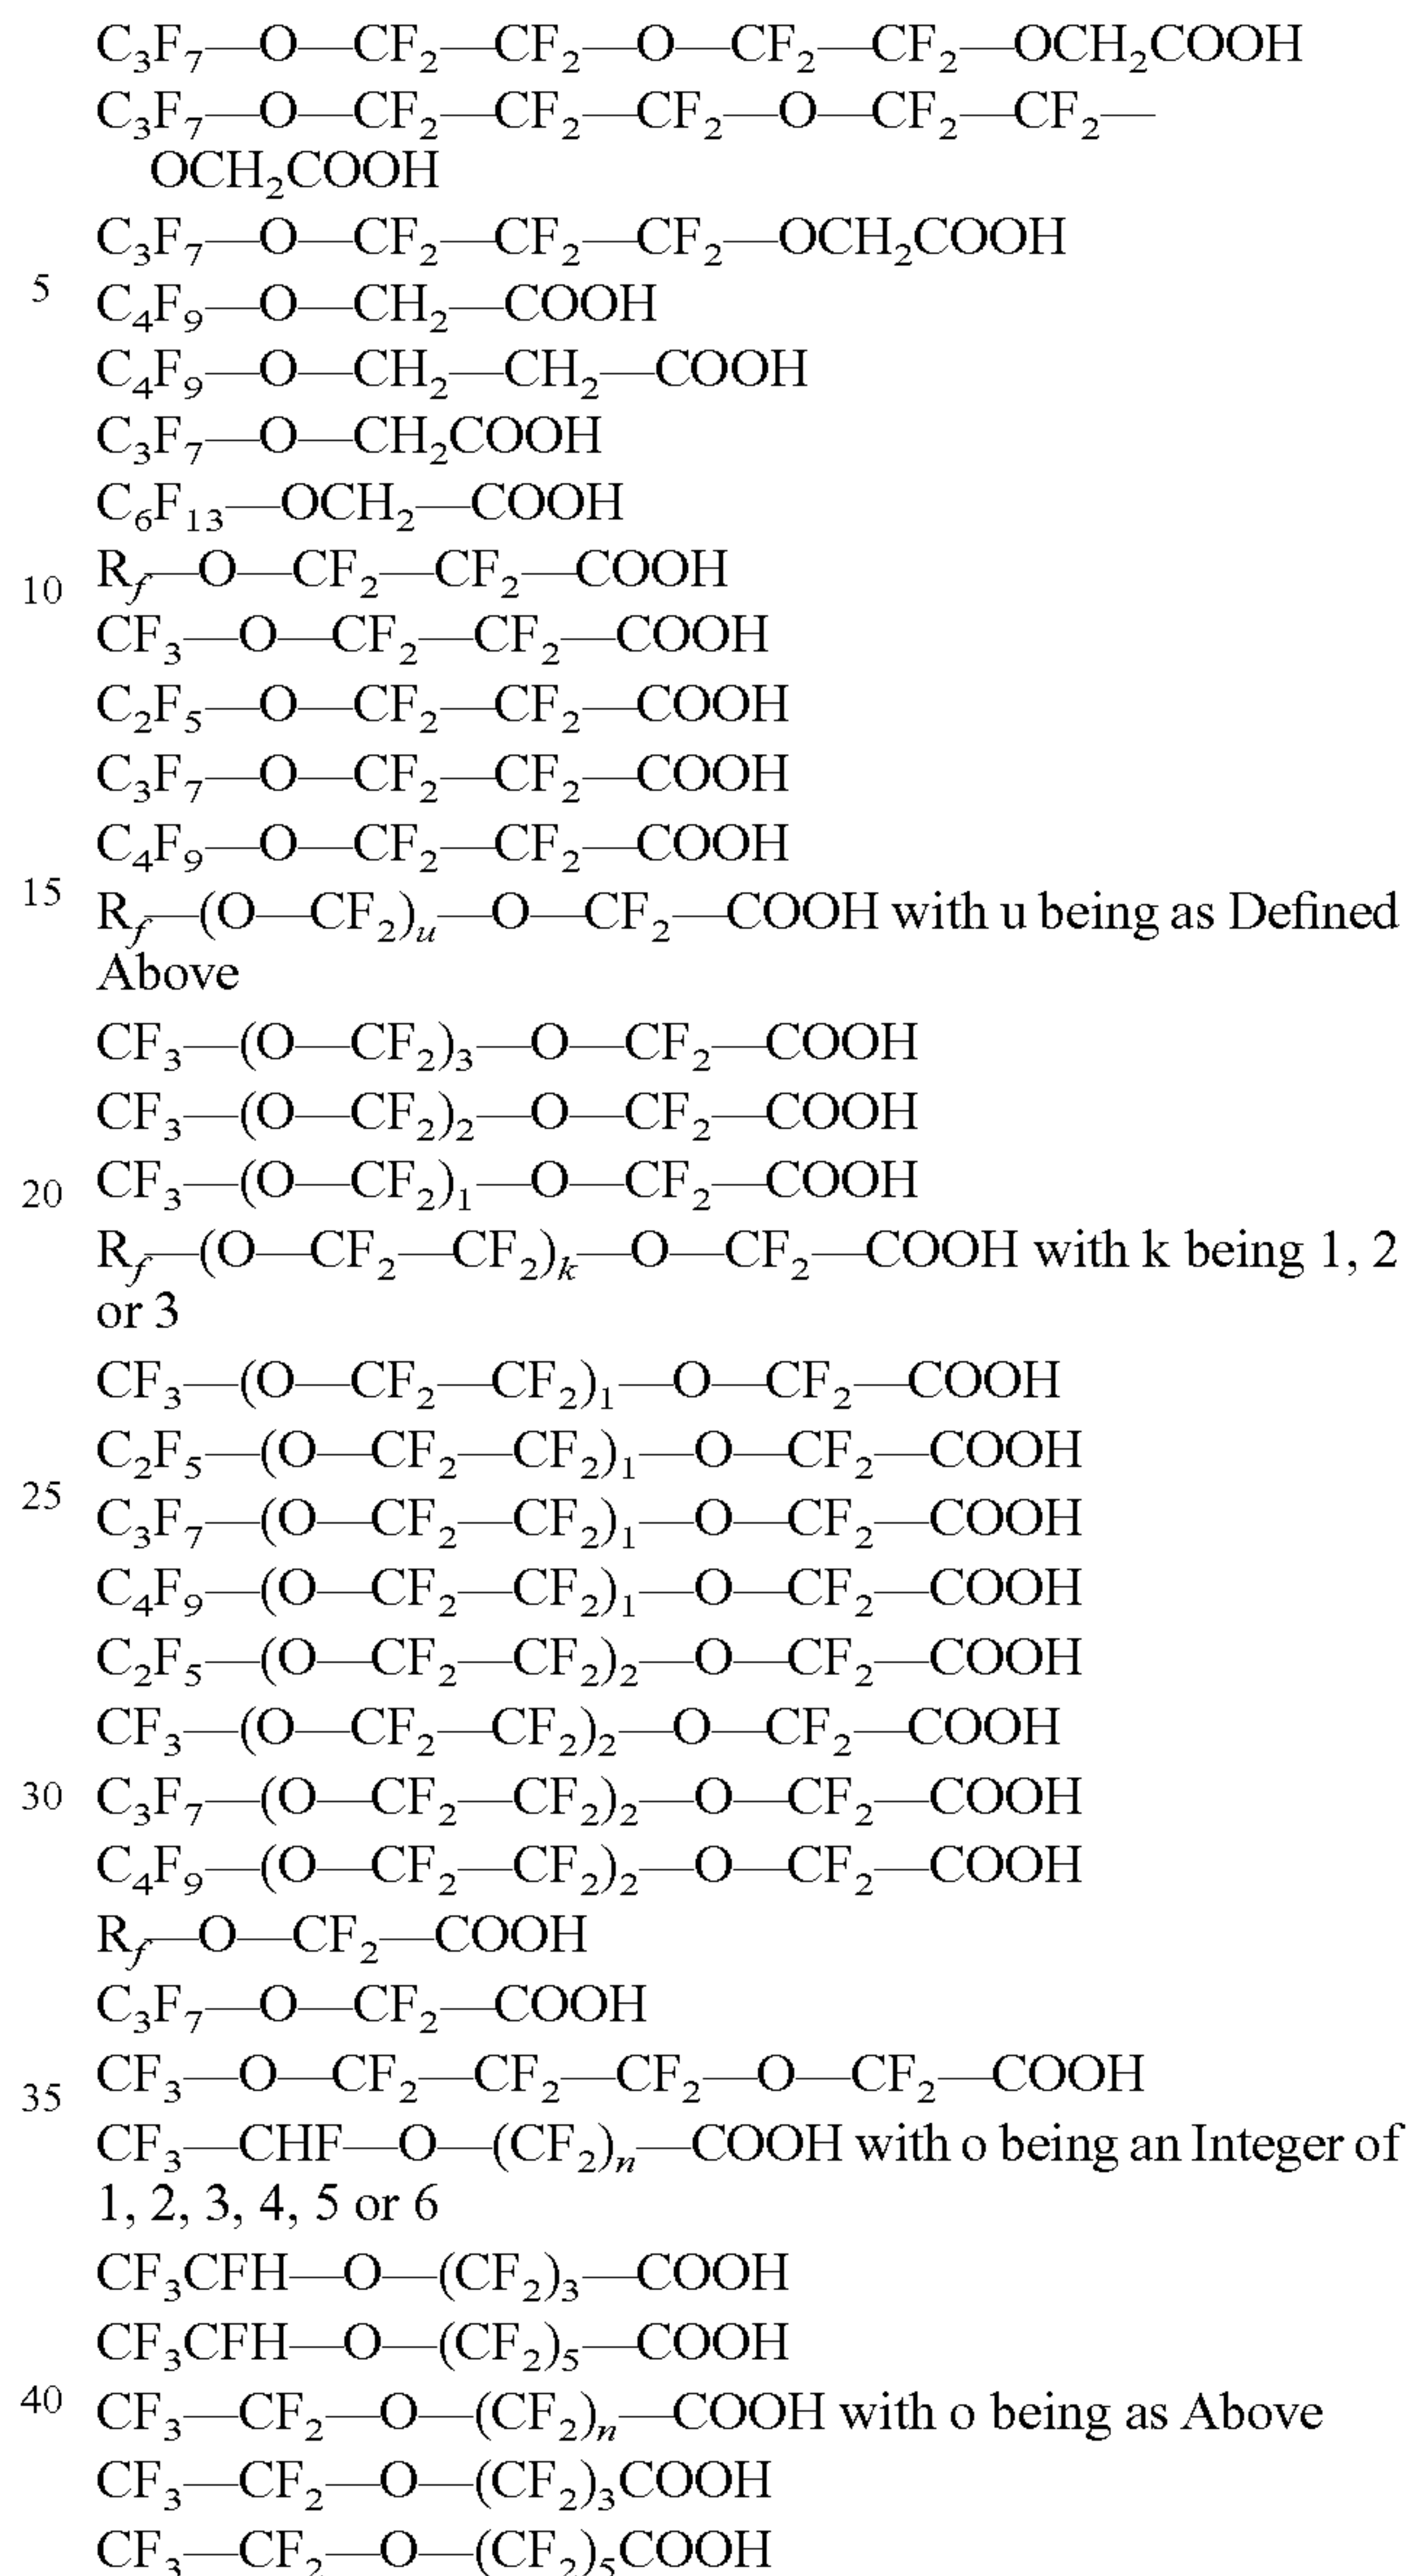 C₃F₇—O—CF₂—CF₂—O—CF₂—CF₂—OCH₂COOH
C₃F₇—O—CF₂—CF₂—CF₂—O—CF₂—CF₂—
OCH₂COOH
C₃F₇—O—CF₂—CF₂—CF₂—OCH₂COOH
5
C₄F₉—O—CH₂—COOH
C₄F₉—O—CH₂—CH₂—COOH
C₃F₇—O—CH₂COOH
C₆F₁₃—OCH₂—COOH
10 R_f—O—CF₂—CF₂—COOH
CF₃—O—CF₂—CF₂—COOH
C₂F₅—O—CF₂—CF₂—COOH
C₃F₇—O—CF₂—CF₂—COOH
C₄F₉—O—CF₂—CF₂—COOH
15 R_f—(O—CF₂)ᵤ—O—CF₂—COOH with u being as Defined
Above
CF₃—(O—CF₂)₃—O—CF₂—COOH
CF₃—(O—CF₂)₂—O—CF₂—COOH
20 CF₃—(O—CF₂)₁—O—CF₂—COOH
R_f—(O—CF₂—CF₂)ₖ—O—CF₂—COOH with k being 1, 2
or 3
CF₃—(O—CF₂—CF₂)₁—O—CF₂—COOH
C₂F₅—(O—CF₂—CF₂)₁—O—CF₂—COOH
25
C₃F₇—(O—CF₂—CF₂)₁—O—CF₂—COOH
C₄F₉—(O—CF₂—CF₂)₁—O—CF₂—COOH
C₂F₅—(O—CF₂—CF₂)₂—O—CF₂—COOH
CF₃—(O—CF₂—CF₂)₂—O—CF₂—COOH
30 C₃F₇—(O—CF₂—CF₂)₂—O—CF₂—COOH
C₄F₉—(O—CF₂—CF₂)₂—O—CF₂—COOH
R_f—O—CF₂—COOH
C₃F₇—O—CF₂—COOH
35 CF₃—O—CF₂—CF₂—CF₂—O—CF₂—COOH
CF₃—CHF—O—(CF₂)ₙ—COOH with o being an Integer of
1, 2, 3, 4, 5 or 6
CF₃CFH—O—(CF₂)₃—COOH
CF₃CFH—O—(CF₂)₅—COOH
40 CF₃—CF₂—O—(CF₂)ₙ—COOH with o being as Above
CF₃—CF₂—O—(CF₂)₃COOH
CF₃—CF₂—O—(CF₂)₅COOH